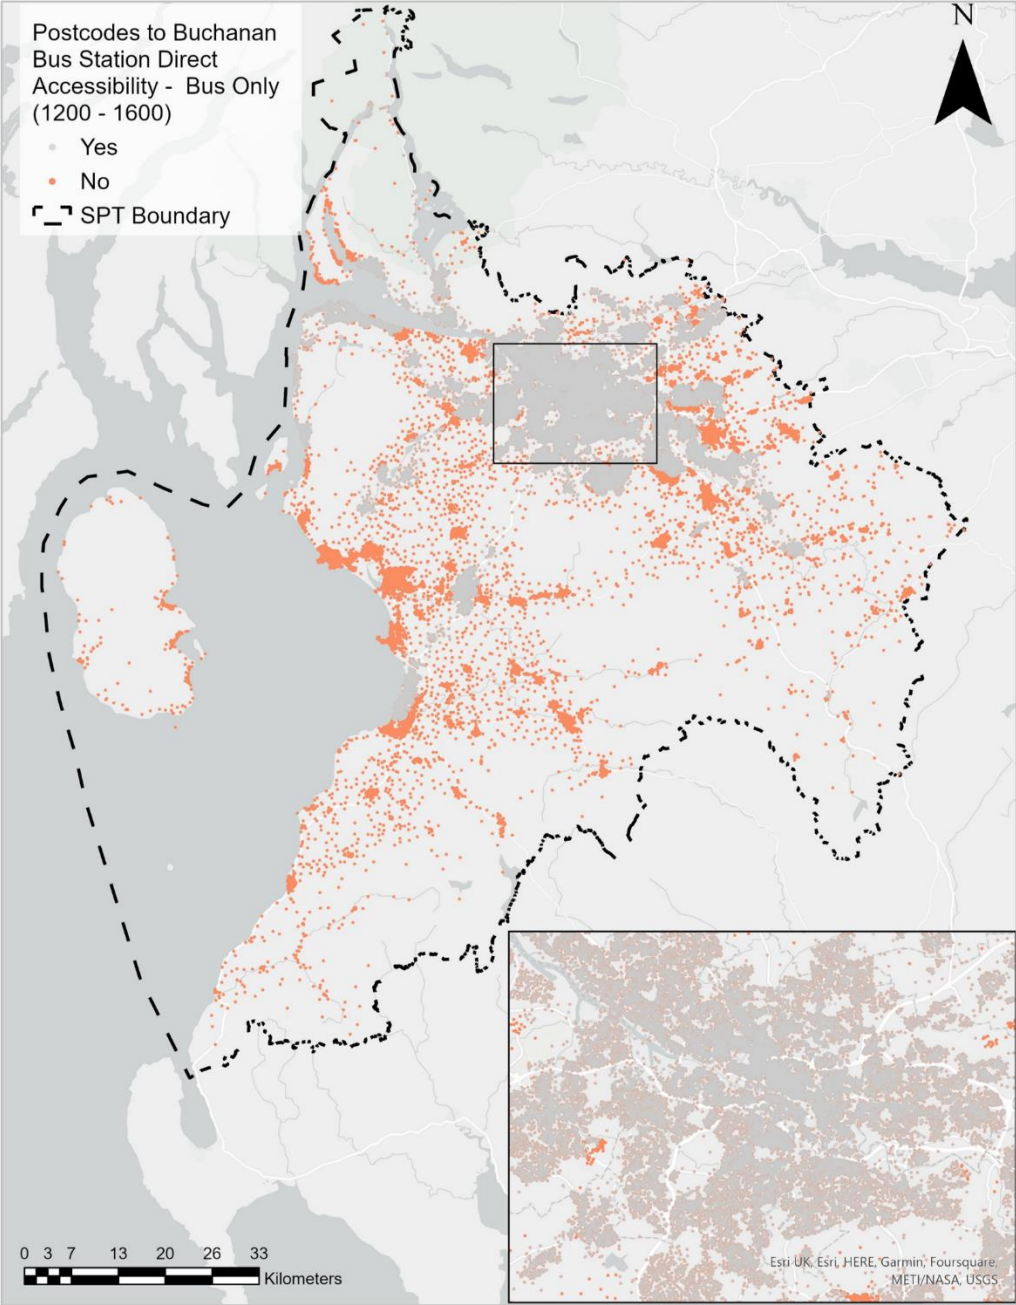 Postcodes to Buchanan
Bus Station Direct
Accessibility -  Bus Only
(1200 - 1600)
Yes
No
SPT Boundary
N
0 3 7 13 20 26 33
Kilometers
Esri UK, Esri, HERE, Garmin, Foursquare,
METI/NASA, USGS